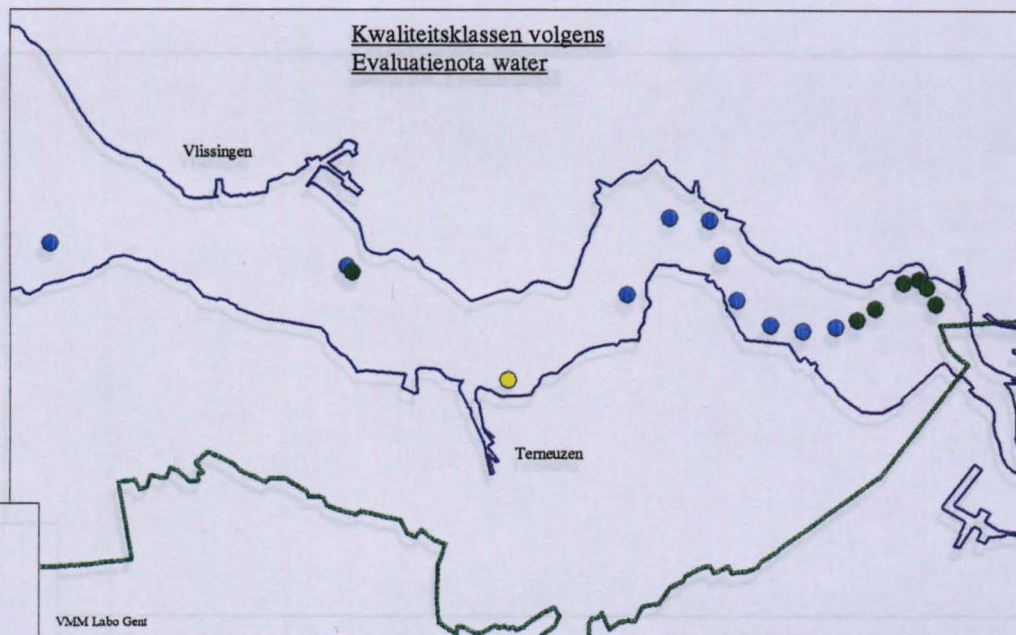 Kwaliteitsklassen volgens
Evaluatienota water
Vlissingen
Terneuzen
VMM Labo Gent